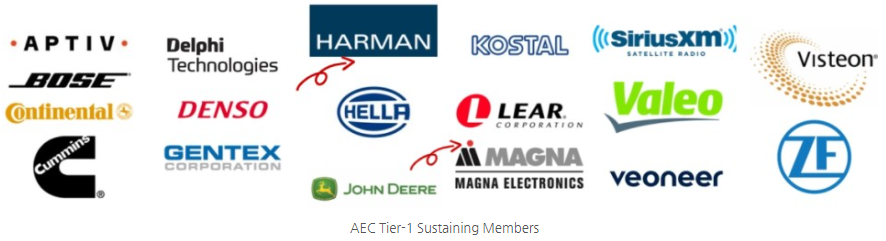 • APTIV •
BOSE®
Continental
Cummins
®
Delphi
Technologies
DENSO
GENTEX
CORPORATION
HARMAN
HELLA
JOHN DEERE
KOSTAL
L LEAR®
CORPORATION
MAGNA
MAGNA ELECTRONICS
SiriusXM
SATELLITE RADIO
Valeo
veoneer
Visteon®
ZF
AEC Tier-1 Sustaining Members